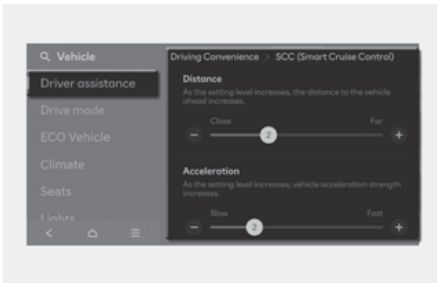 Vehicle
Driver assistance
Drive mode
ECO Vehicle
Climate
Seats
Lights
Driving Convenience > SCC (Smart Cruise Control)
Distance
As the setting level increases, the distance to the vehicle
ahead increases.
Close Far
2
Acceleration
As the setting level increases, vehicle acceleration strength
increases.
Slow Fast
2